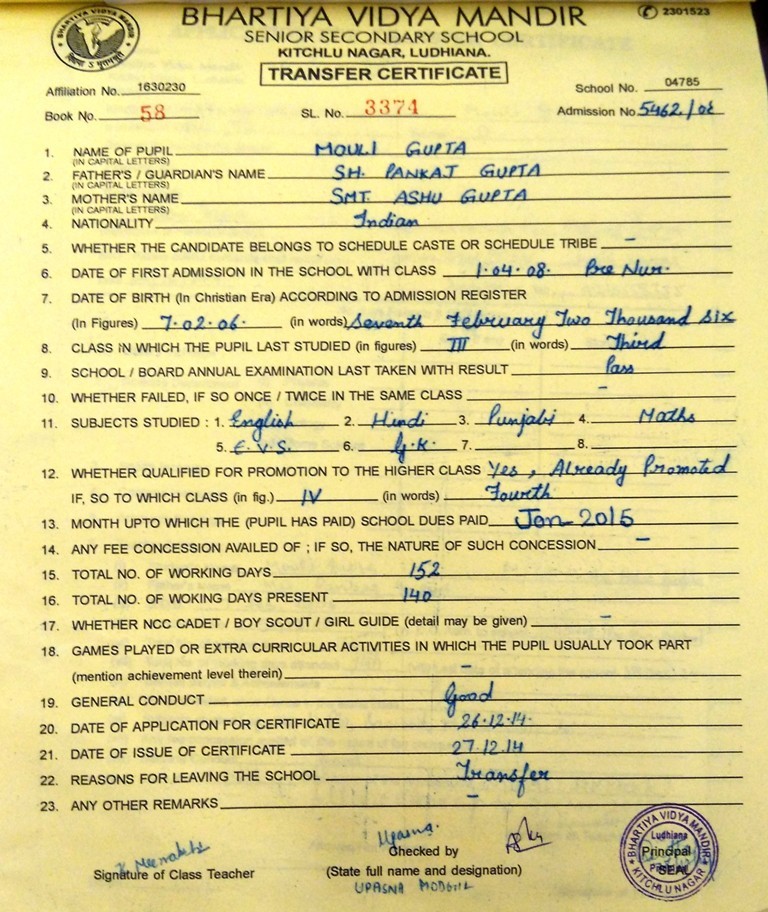 BHARTIYA VIDYA MANDIR
2301523
SENIOR SECONDARY SCHOOL
KITCHLU NAGAR, LUDHIANA.
TRANSFER CERTIFICATE
Affiliation No. 1630230 School No. 04785
Book No. 58 SL. No. 3374 Admission No 5462/08
1. NAME OF PUPIL MOULI GUPTA
(IN CAPITAL LETTERS)
2. FATHER'S / GUARDIAN'S NAME SH. PANKAJ GUPTA
(IN CAPITAL LETTERS)
3. MOTHER'S NAME SMT. ASHU GUPTA
(IN CAPITAL LETTERS)
4. NATIONALITY Indian
5. WHETHER THE CANDIDATE BELONGS TO SCHEDULE CASTE OR SCHEDULE TRIBE –
6. DATE OF FIRST ADMISSION IN THE SCHOOL WITH CLASS 1.04.08. Pre Nur.
7. DATE OF BIRTH (In Christian Era) ACCORDING TO ADMISSION REGISTER
(In Figures) 7.02.06. (in words) Seventh February Two Thousand Six
8. CLASS IN WHICH THE PUPIL LAST STUDIED (in figures) III (in words) Third
9. SCHOOL / BOARD ANNUAL EXAMINATION LAST TAKEN WITH RESULT Pass
10. WHETHER FAILED, IF SO ONCE / TWICE IN THE SAME CLASS –
11. SUBJECTS STUDIED : 1. English 2. Hindi 3. Punjabi 4. Maths
5. E.V.S. 6. G.K. 7. 8.
12. WHETHER QUALIFIED FOR PROMOTION TO THE HIGHER CLASS Yes, Already Promoted
IF, SO TO WHICH CLASS (in fig.) IV (in words) Fourth
13. MONTH UPTO WHICH THE (PUPIL HAS PAID) SCHOOL DUES PAID Jan 2015
14. ANY FEE CONCESSION AVAILED OF ; IF SO, THE NATURE OF SUCH CONCESSION –
15. TOTAL NO. OF WORKING DAYS 152
16. TOTAL NO. OF WOKING DAYS PRESENT 140
17. WHETHER NCC CADET / BOY SCOUT / GIRL GUIDE (detail may be given) –
18. GAMES PLAYED OR EXTRA CURRICULAR ACTIVITIES IN WHICH THE PUPIL USUALLY TOOK PART
(mention achievement level therein) –
19. GENERAL CONDUCT Good
20. DATE OF APPLICATION FOR CERTIFICATE 26.12.14.
21. DATE OF ISSUE OF CERTIFICATE 27.12.14
22. REASONS FOR LEAVING THE SCHOOL Transfer
23. ANY OTHER REMARKS –
Meenakshi Upasna
Signature of Class Teacher Checked by Principal
(State full name and designation) SEAL
UPASNA
BHARTIYA VIDYA MANDIR
Ludhiana
KITCHLU NAGAR